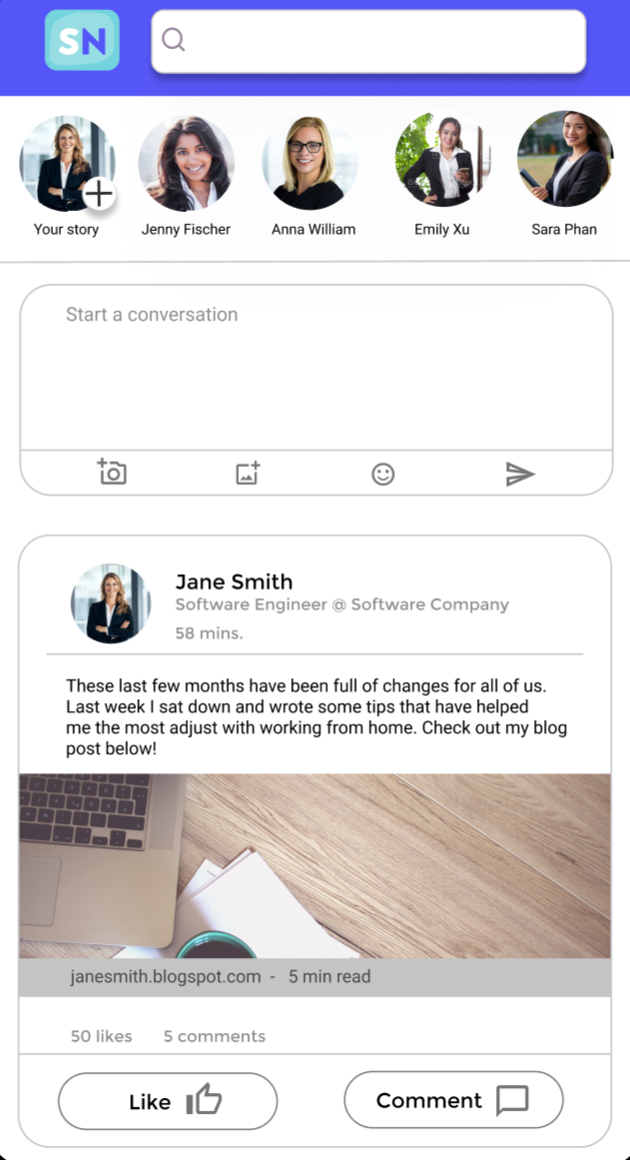 SN
Your story
Jenny Fischer
Anna William
Emily Xu
Sara Phan
Start a conversation
Jane Smith
Software Engineer @ Software Company
58 mins.
These last few months have been full of changes for all of us.
Last week I sat down and wrote some tips that have helped
me the most adjust with working from home. Check out my blog
post below!
janesmith.blogspot.com - 5 min read
50 likes 5 comments
Like
Comment